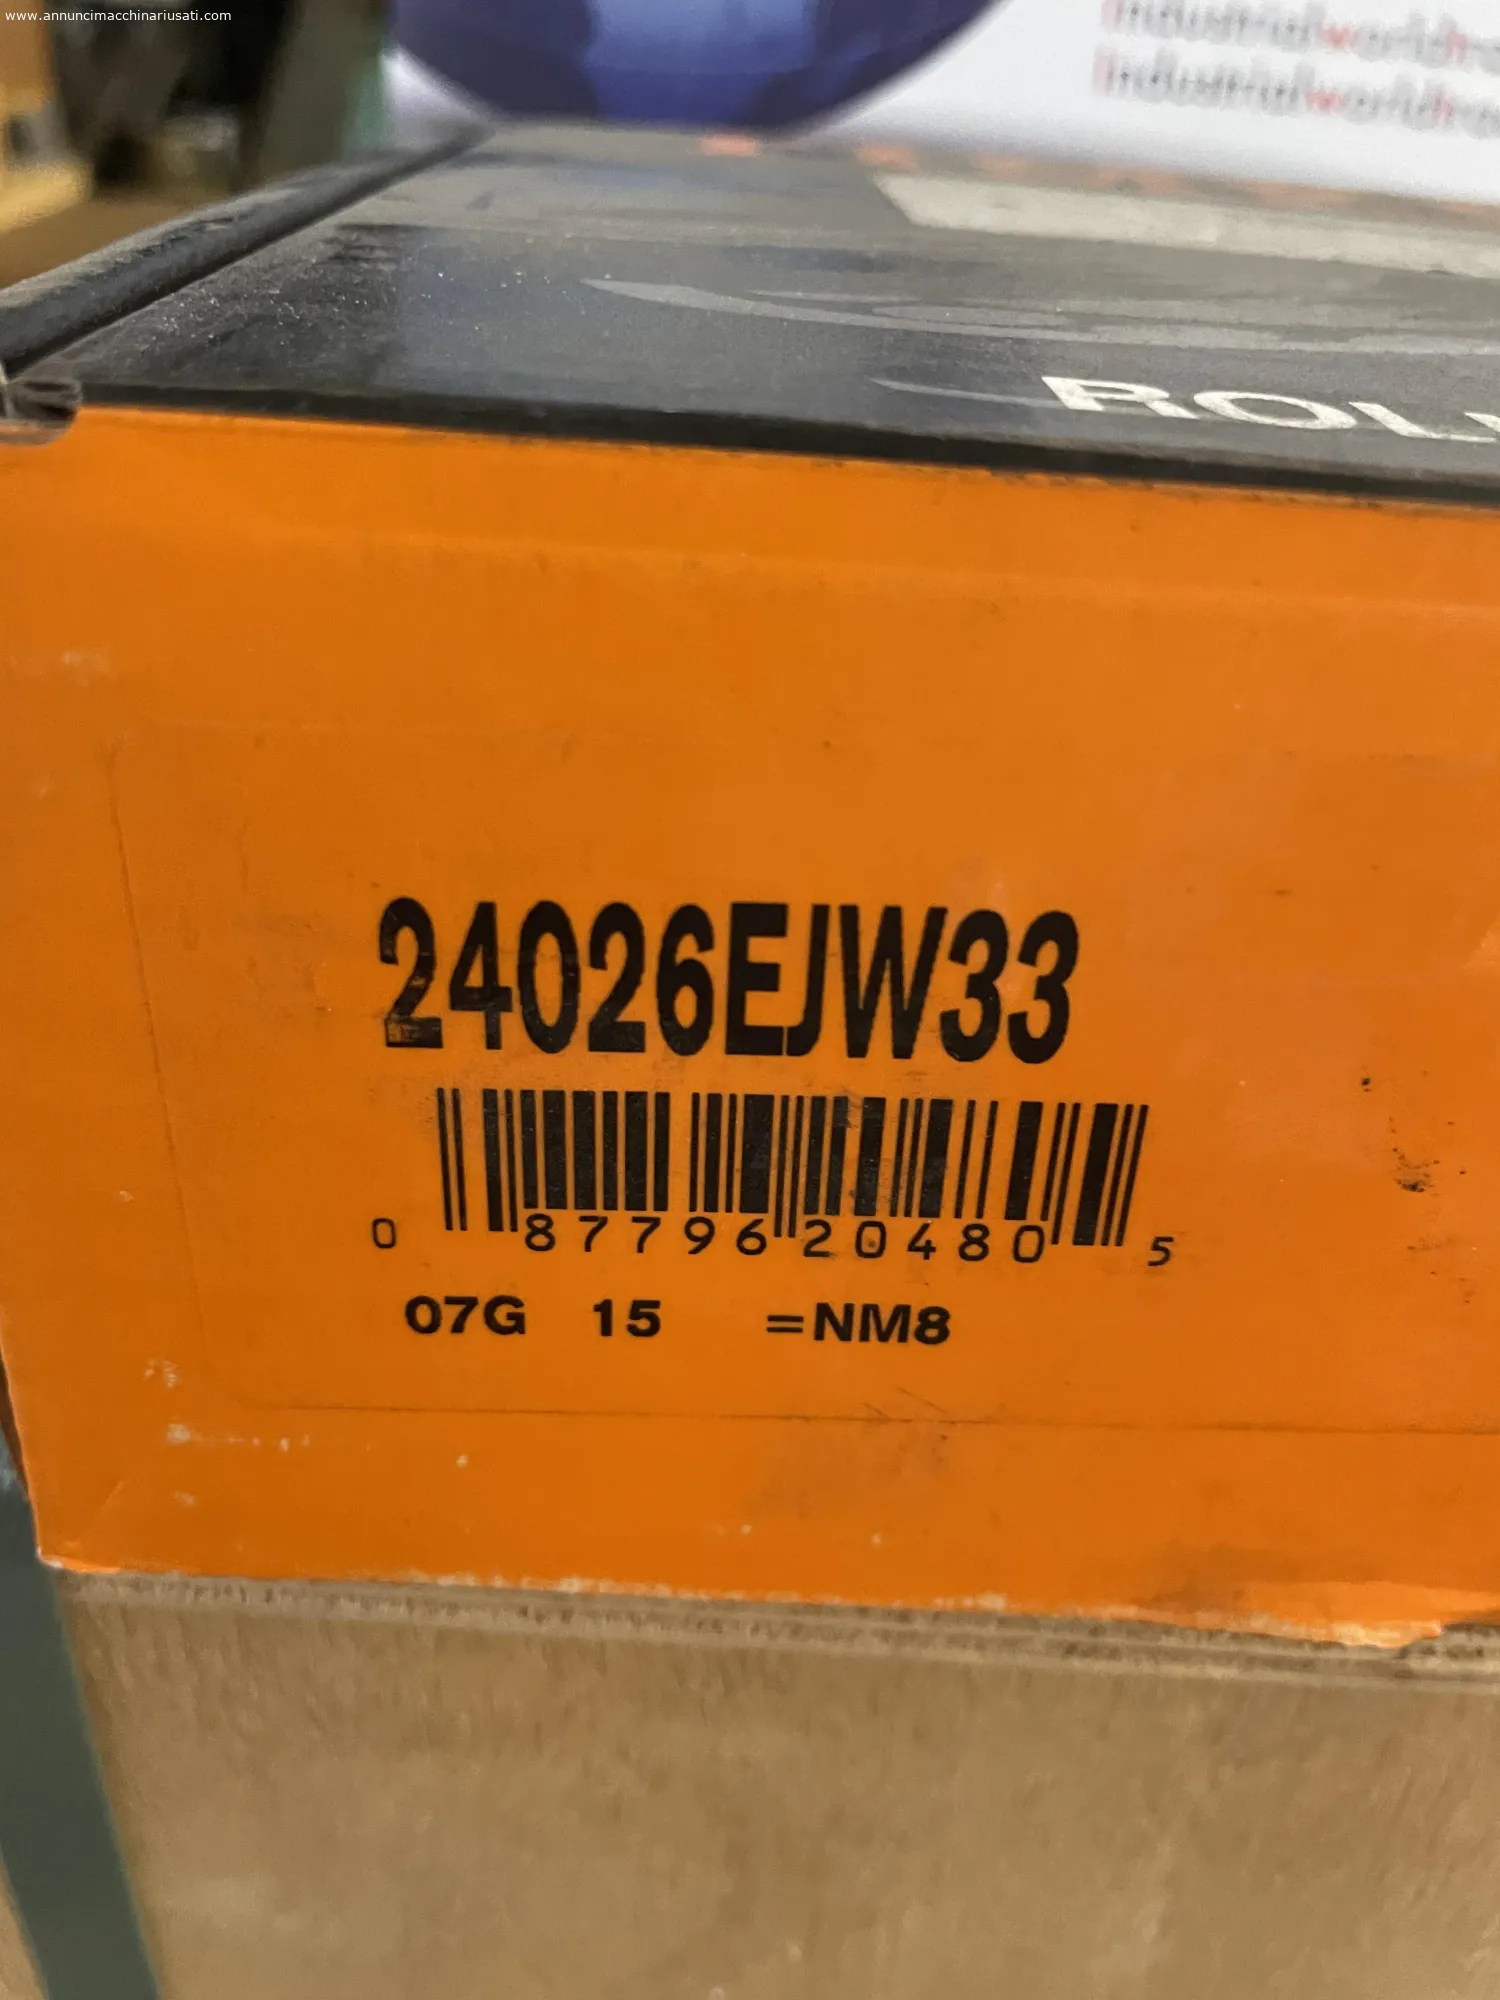 www.annuncimacchinariusati.com
24026EJW33
0 87796 20480 5
07G 15 =NM8